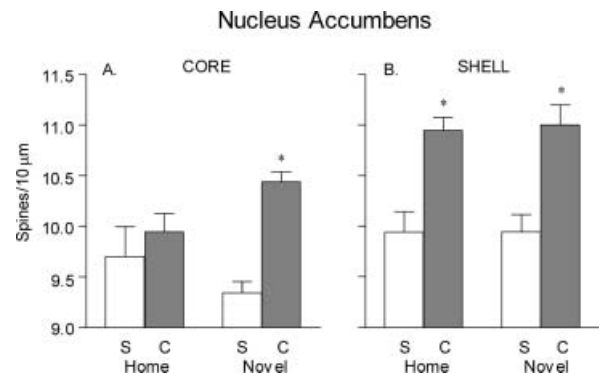 Nucleus Accumbens
A. CORE
B. SHELL
Spines/10 µm
11.5
11.0
10.5
10.0
9.5
9.0
* * *
S C S C S C S C
Home Novel Home Novel